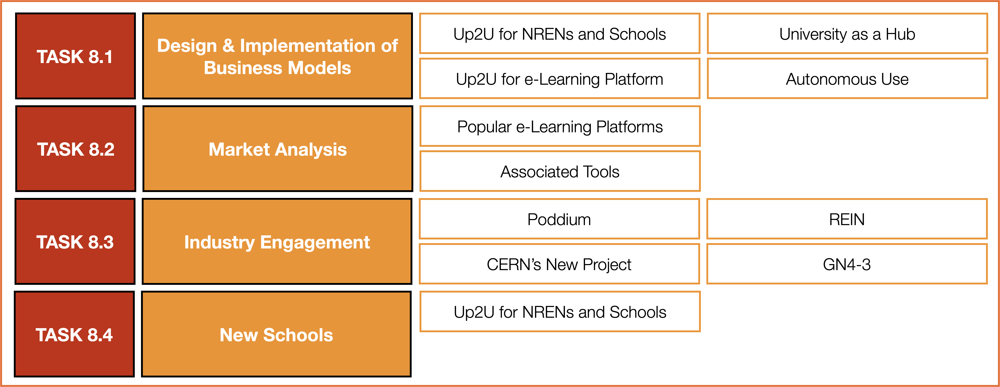 TASK 8.1
Design & Implementation of
Business Models
Up2U for NRENs and Schools
University as a Hub
Up2U for e-Learning Platform
Autonomous Use
TASK 8.2
Market Analysis
Popular e-Learning Platforms
Associated Tools
TASK 8.3
Industry Engagement
Poddium
REIN
CERN’s New Project
GN4-3
TASK 8.4
New Schools
Up2U for NRENs and Schools